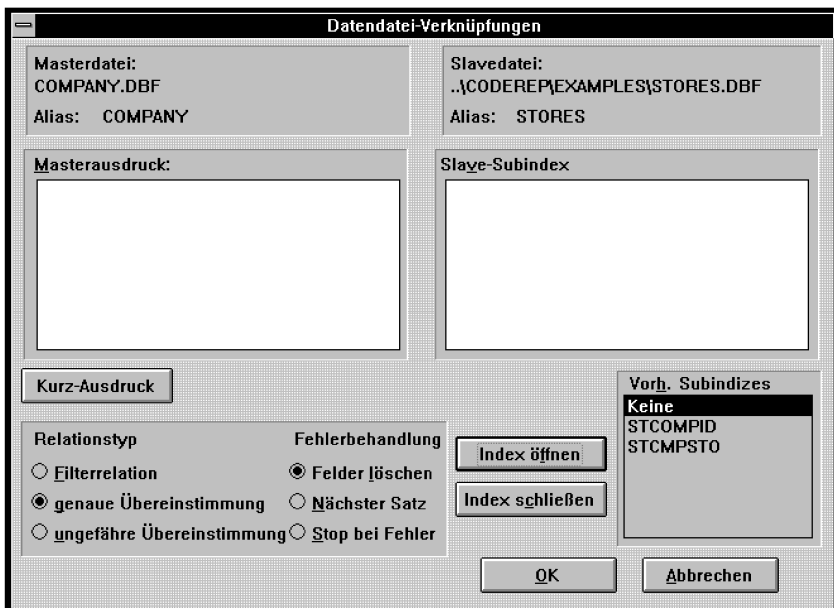 Datendatei-Verknüpfungen
Masterdatei:
COMPANY.DBF
Alias: COMPANY
Slavedatei:
..\CODEREP\EXAMPLES\STORES.DBF
Alias: STORES
Masterausdruck:
Slave-Subindex
Kurz-Ausdruck
Relationstyp
Filterrelation
genaue Übereinstimmung
ungefähre Übereinstimmung
Fehlerbehandlung
Felder löschen
Nächster Satz
Stop bei Fehler
Index öffnen
Index schließen
Vorh. Subindizes
Keine
STCOMPID
STCMPSTO
OK
Abbrechen